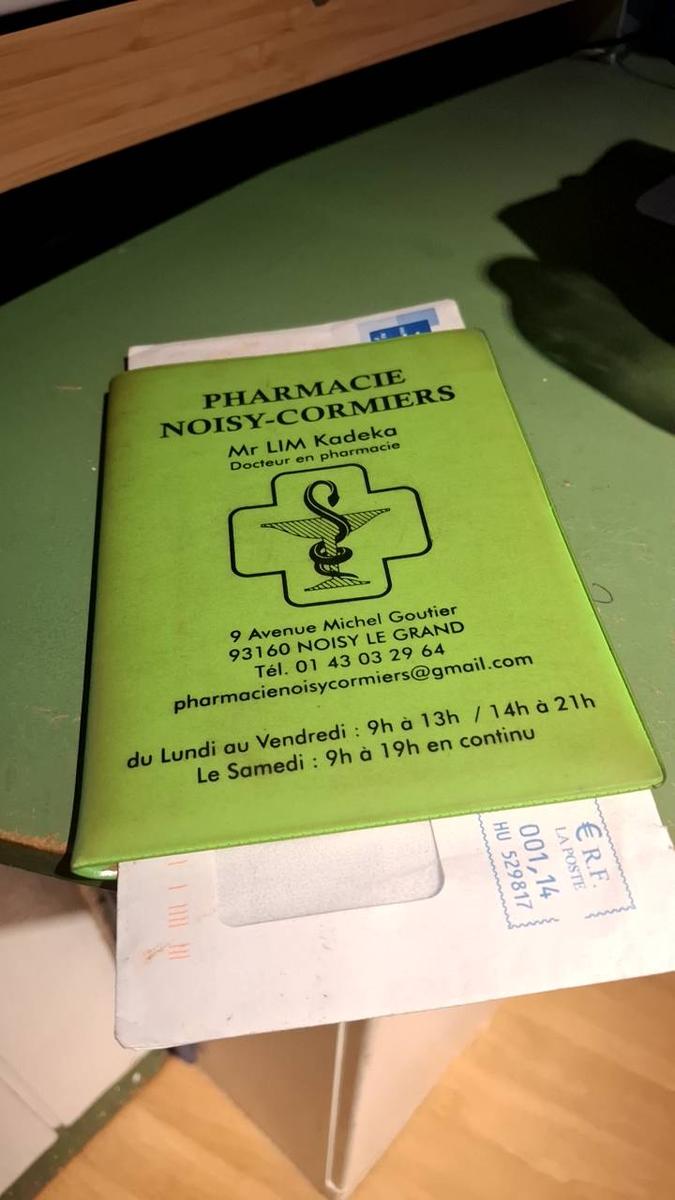 PHARMACIE
NOISY-CORMIERS
Mr LIM Kadeka
Docteur en pharmacie
9 Avenue Michel Goutier
93160 NOISY LE GRAND
Tél. 01 43 03 29 64
pharmacienoisycormiers@gmail.com
du Lundi au Vendredi : 9h à 13h / 14h à 21h
Le Samedi : 9h à 19h en continu
€ R.F.
LA POSTE
001,14
HU 529817